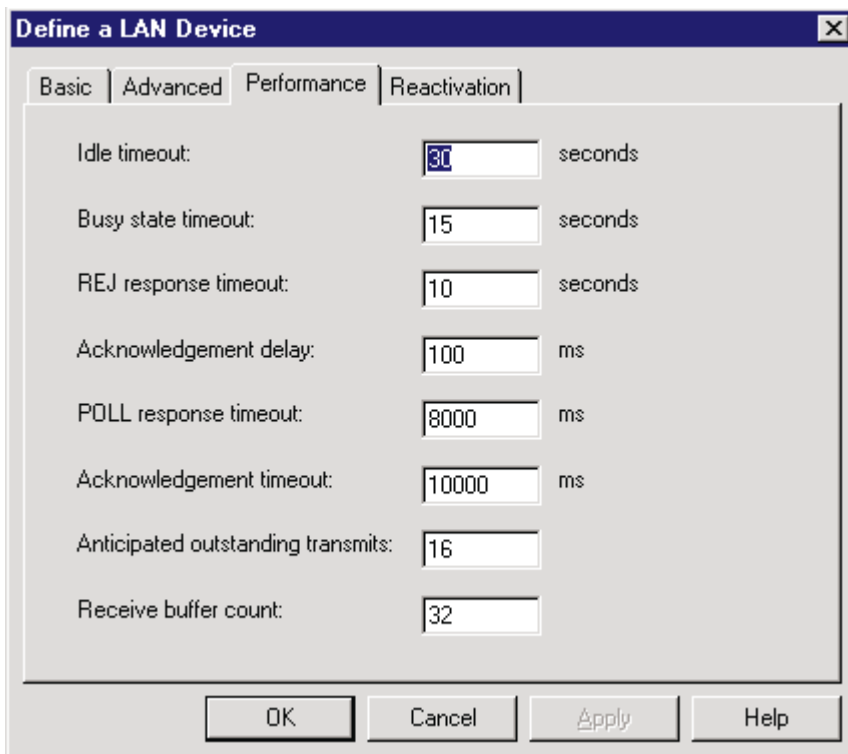 Define a LAN Device
Basic Advanced Performance Reactivation
Idle timeout: 30 seconds
Busy state timeout: 15 seconds
REJ response timeout: 10 seconds
Acknowledgement delay: 100 ms
POLL response timeout: 8000 ms
Acknowledgement timeout: 10000 ms
Anticipated outstanding transmits: 16
Receive buffer count: 32
OK Cancel Apply Help